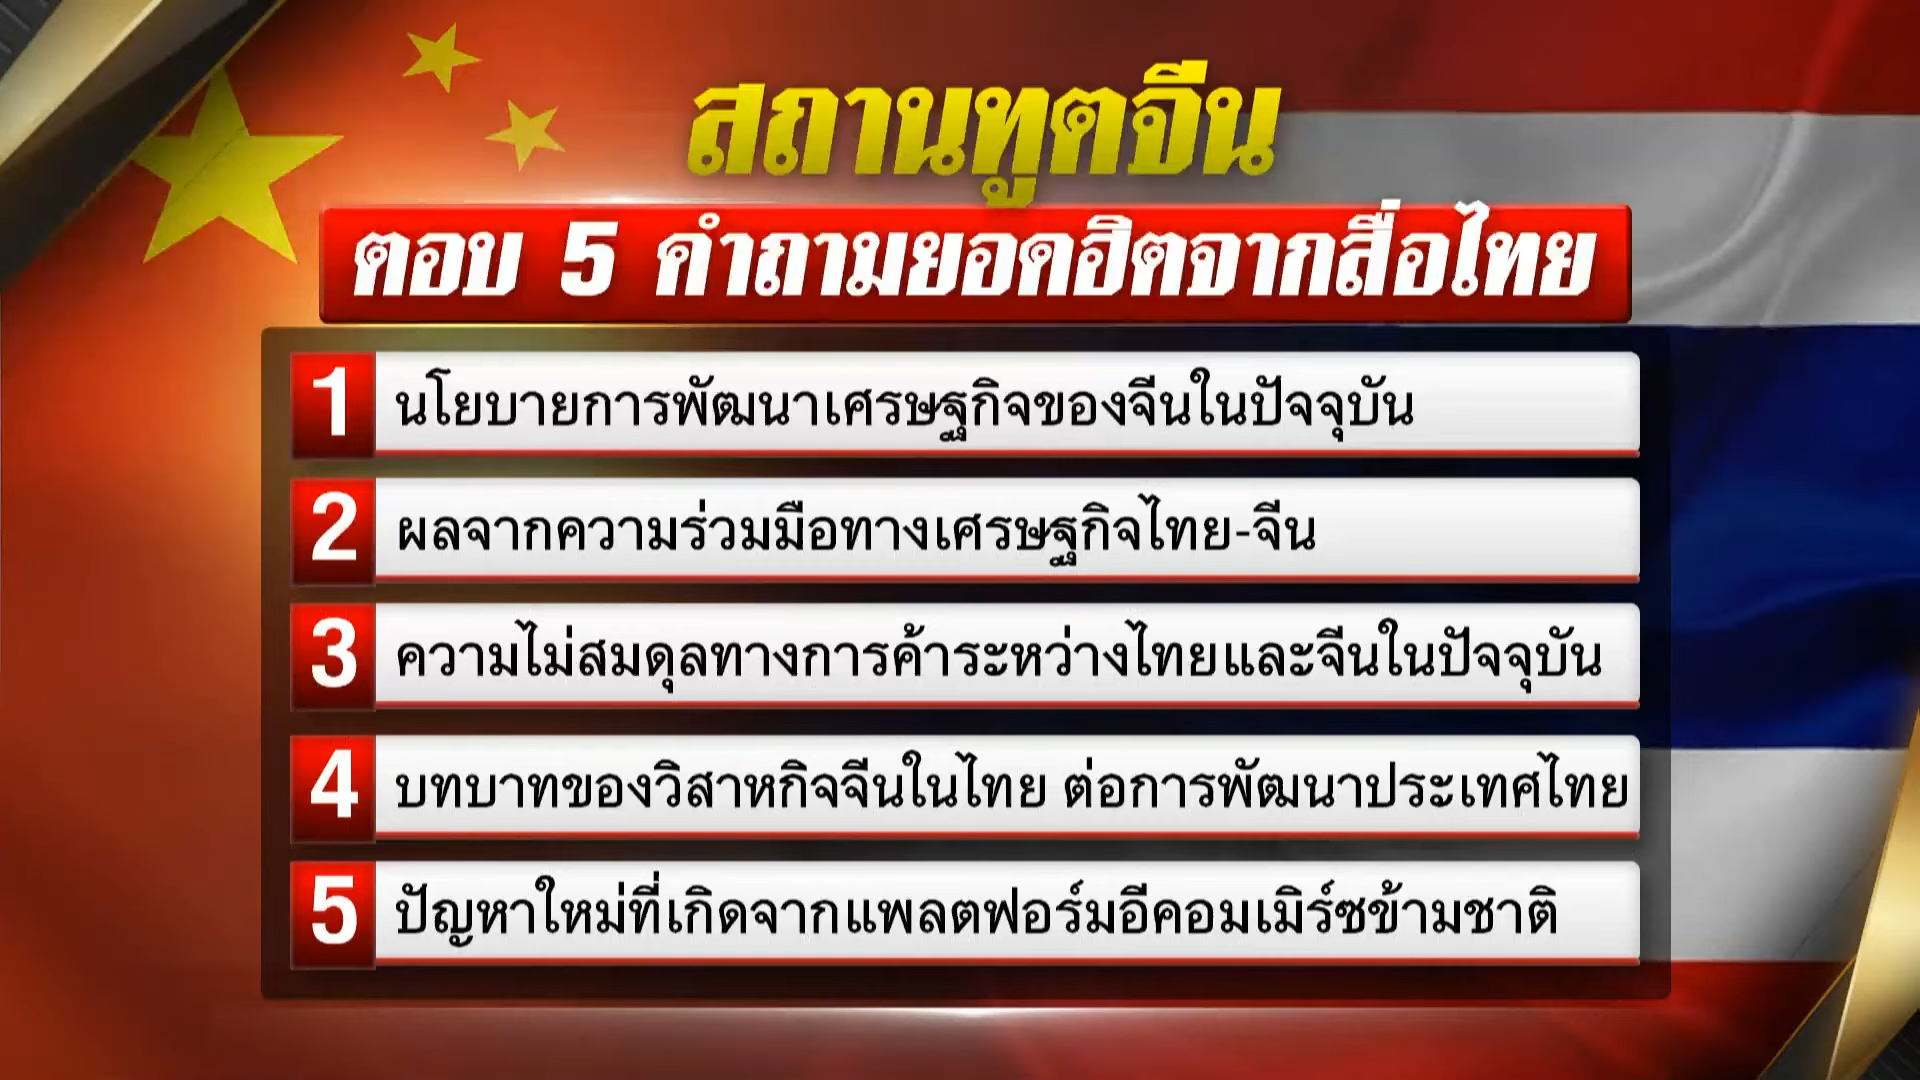 สถานทูตจีน
ตอบ 5 คำถามยอดฮิตจากสื่อไทย
1 นโยบายการพัฒนาเศรษฐกิจของจีนในปัจจุบัน
2 ผลจากความร่วมมือทางเศรษฐกิจไทย-จีน
3 ความไม่สมดุลทางการค้าระหว่างไทยและจีนในปัจจุบัน
4 บทบาทของวิสาหกิจจีนในไทย ต่อการพัฒนาประเทศไทย
5 ปัญหาใหม่ที่เกิดจากแพลตฟอร์มอีคอมเมิร์ซข้ามชาติ